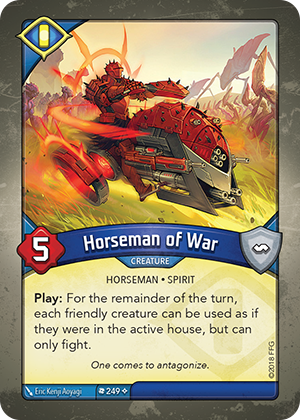 Horseman of War
CREATURE
5
HORSEMAN • SPIRIT
Play: For the remainder of the turn,
each friendly creature can be used as if
they were in the active house, but can
only fight.
One comes to antagonize.
Eric Kenji Aoyagi
249
©2018 FFG